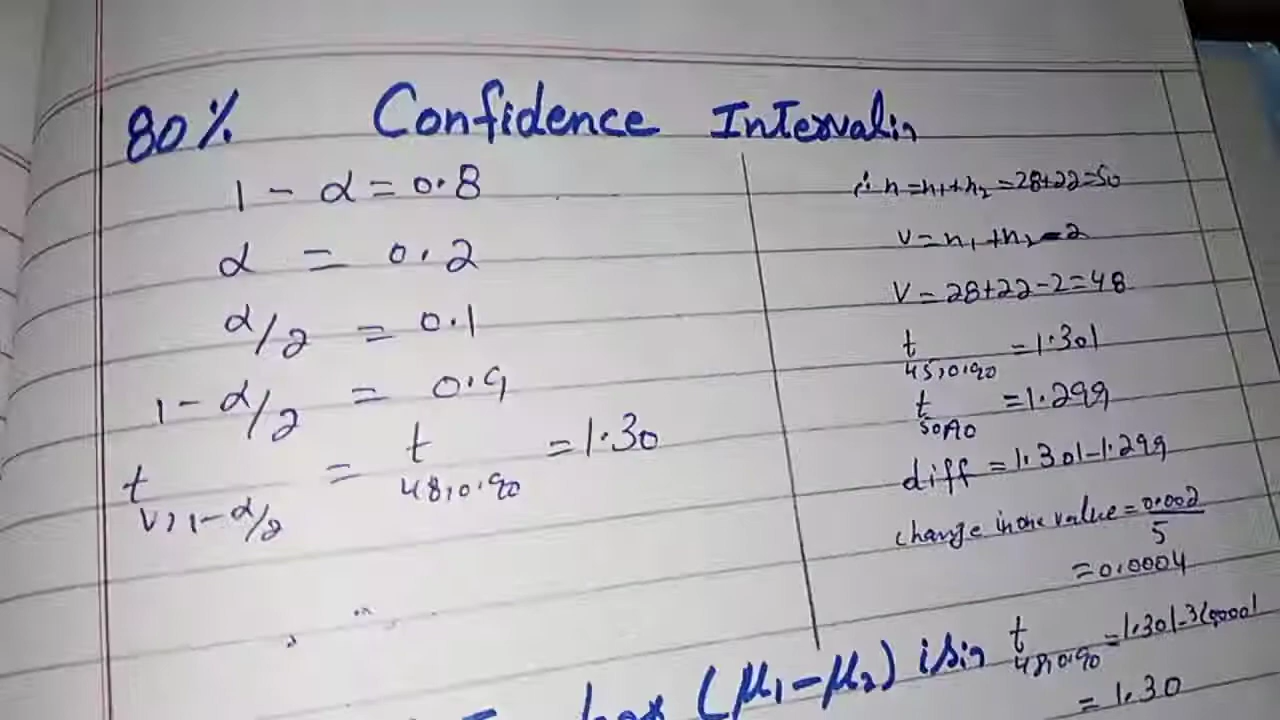 80% Confidence Interval:,
1 - α = 0.8
α = 0.2
α/2 = 0.1
1 - α/2 = 0.9
t v, 1 - α/2 = t 48,0.90 = 1.30
∴ n = n1 + n2 = 28+22 = 50
v = n1 + n2 - 2
v = 28+22-2 = 48
t 45,0.90 = 1.301
t 50,90 = 1.299
diff = 1.301 - 1.299
change in one value = 0.002/5
= 0.0004
(μ1 - μ2) is:,
t 48,0.90 = 1.301-3(
= 1.30